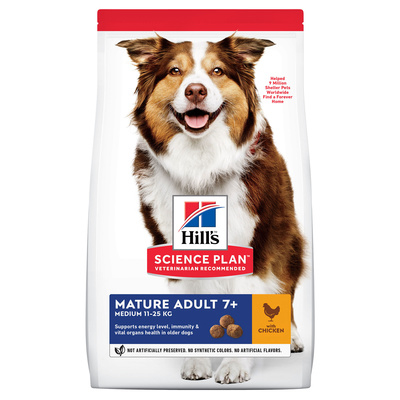 Helped
9 Million
Shelter Pets
Worldwide
Find a Forever
Home
Hill's
SCIENCE PLAN™
VETERINARIAN RECOMMENDED
MATURE ADULT 7+
MEDIUM 11-25 KG
Supports energy level, immunity &
vital organs health in older dogs
with
CHICKEN
NOT ARTIFICIALLY PRESERVED. NO SYNTHETIC COLORS. NO ARTIFICIAL FLAVORS.